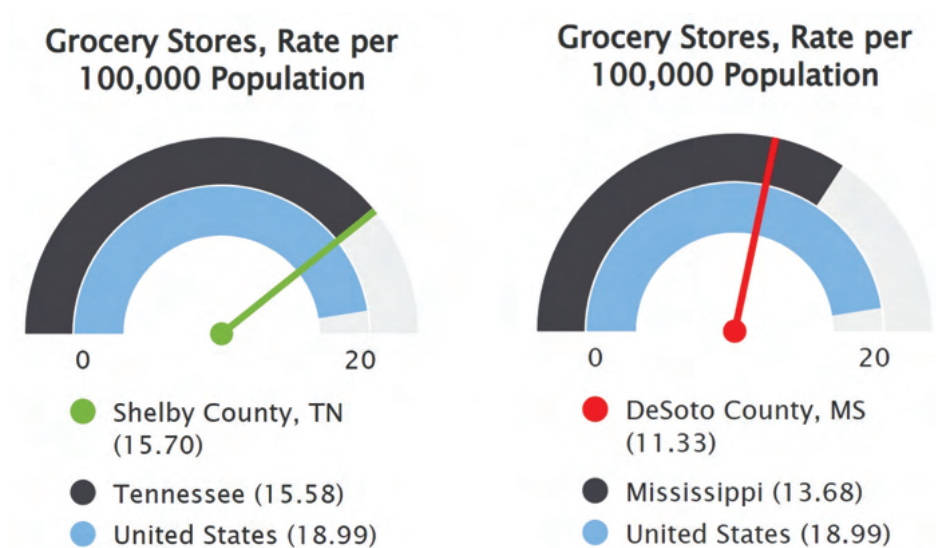 Grocery Stores, Rate per
100,000 Population
0
20
Shelby County, TN
(15.70)
Tennessee (15.58)
United States (18.99)
Grocery Stores, Rate per
100,000 Population
0
20
DeSoto County, MS
(11.33)
Mississippi (13.68)
United States (18.99)